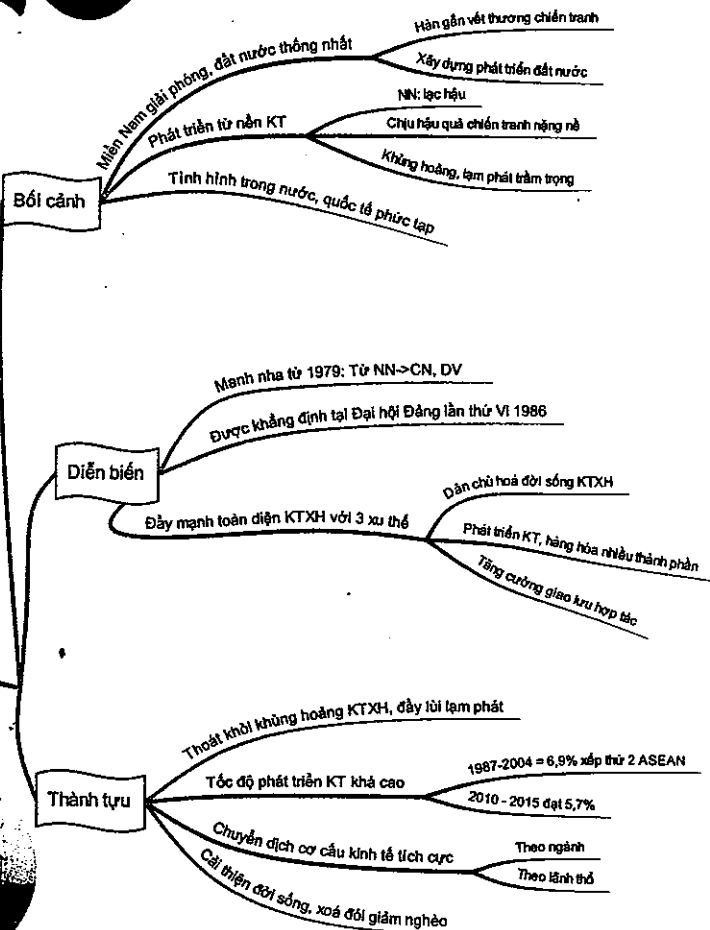 Bối cảnh
Miền Nam giải phóng, đất nước thống nhất
Hàn gắn vết thương chiến tranh
Xây dựng phát triển đất nước
Phát triển từ nền KT
NN: lạc hậu
Chịu hậu quả chiến tranh nặng nề
Khủng hoảng, lạm phát trầm trọng
Tình hình trong nước, quốc tế phức tạp
Diễn biến
Manh nha từ 1979: Từ NN->CN, DV
Được khẳng định tại Đại hội Đảng lần thứ VI 1986
Đẩy mạnh toàn diện KTXH với 3 xu thế
Dân chủ hoá đời sống KTXH
Phát triển KT, hàng hóa nhiều thành phần
Tăng cường giao lưu hợp tác
Thành tựu
Thoát khỏi khủng hoảng KTXH, đẩy lùi lạm phát
Tốc độ phát triển KT khá cao
1987-2004 = 6,9% xếp thứ 2 ASEAN
2010 - 2015 đạt 5,7%
Chuyển dịch cơ cấu kinh tế tích cực
Theo ngành
Theo lãnh thổ
Cải thiện đời sống, xoá đói giảm nghèo